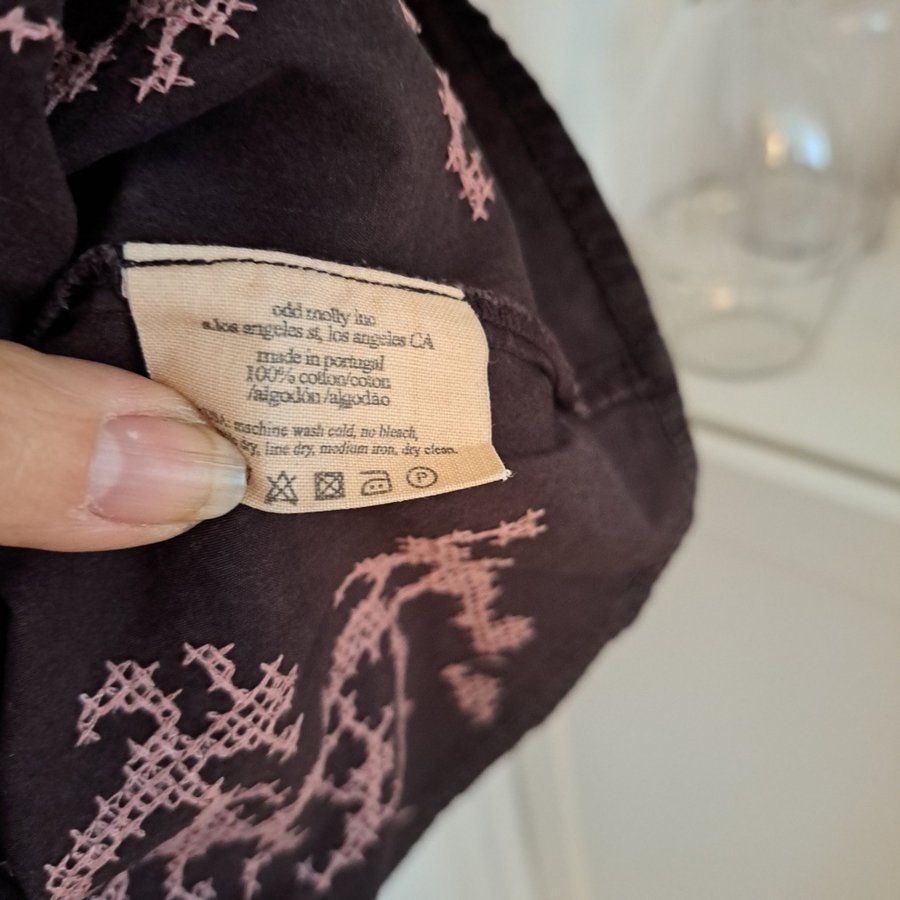 odd molly inc
s.los angeles st, los angeles CA
made in portugal
100% cotton/coton
/algodón /algodão
machine wash cold, no bleach,
dry, line dry, medium iron, dry clean.
P